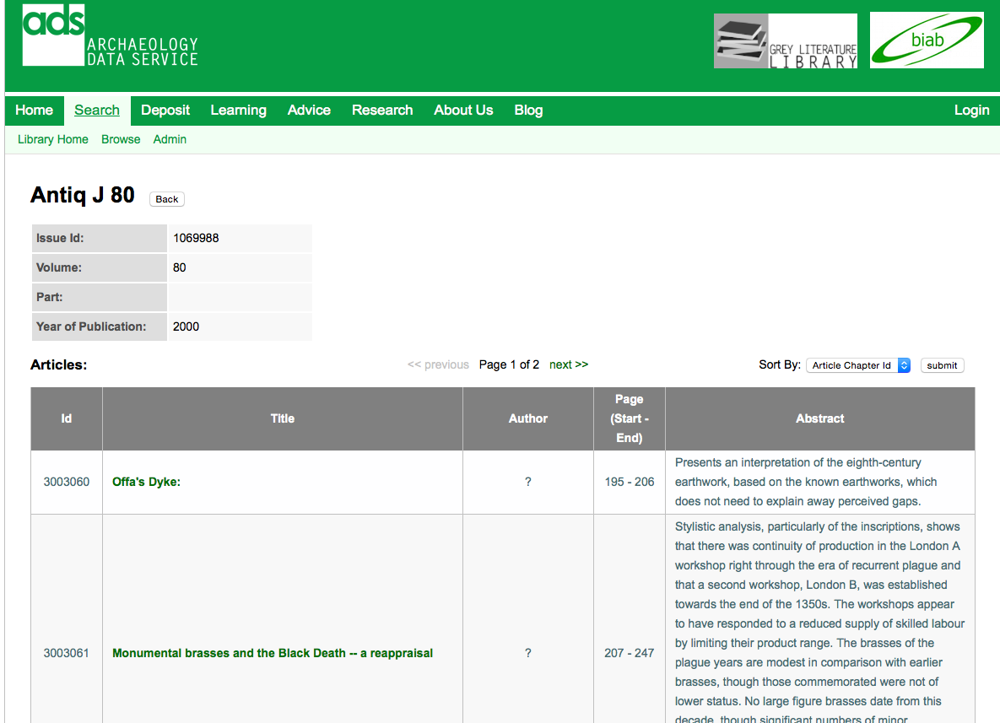 ads
ARCHAEOLOGY
DATA SERVICE
GREY LITERATURE
LIBRARY
biab
Home Search Deposit Learning Advice Research About Us Blog Login
Library Home Browse Admin
Antiq J 80 Back
Issue Id: 1069988
Volume: 80
Part:
Year of Publication: 2000
Articles: << previous Page 1 of 2 next >> Sort By: Article Chapter Id submit
Id Title Author Page (Start - End) Abstract
3003060 Offa's Dyke: ? 195 - 206
Presents an interpretation of the eighth-century
earthwork, based on the known earthworks, which
does not need to explain away perceived gaps.
3003061 Monumental brasses and the Black Death -- a reappraisal ? 207 - 247
Stylistic analysis, particularly of the inscriptions, shows
that there was continuity of production in the London A
workshop right through the era of recurrent plague and
that a second workshop, London B, was established
towards the end of the 1350s. The workshops appear
to have responded to a reduced supply of skilled labour
by limiting their product range. The brasses of the
plague years are modest in comparison with earlier
brasses, though those commemorated were not of
lower status. No large figure brasses date from this
decade, though significant numbers of minor